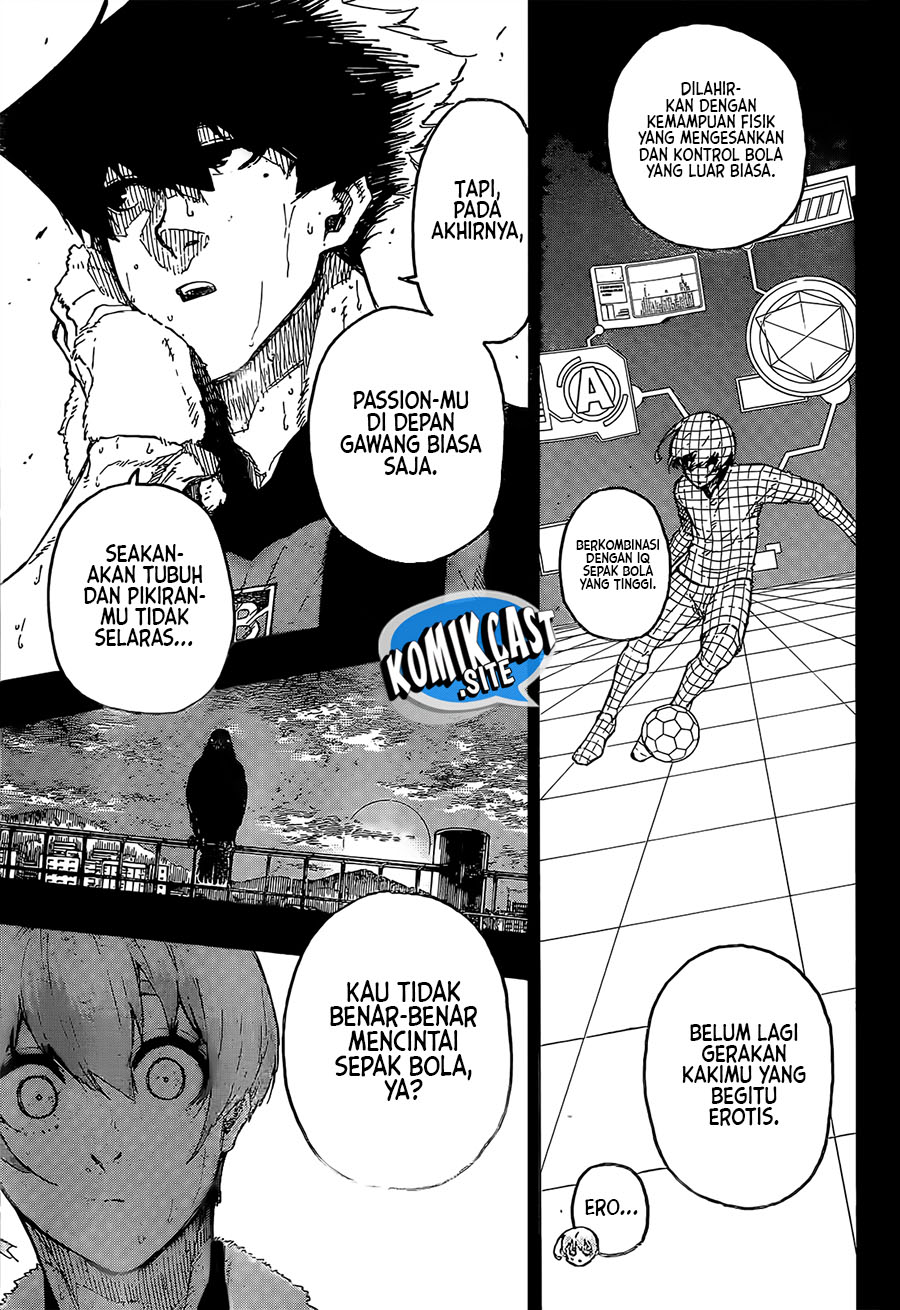 DILAHIR-
KAN DENGAN
KEMAMPUAN FISIK
YANG MENGESANKAN
DAN KONTROL BOLA
YANG LUAR BIASA.
A
BERKOMBINASI
DENGAN IQ
SEPAK BOLA
YANG TINGGI.
BELUM LAGI
GERAKAN
KAKIMU YANG
BEGITU
EROTIS.
ERO...
TAPI,
PADA
AKHIRNYA,
PASSION-MU
DI DEPAN
GAWANG BIASA
SAJA.
SEAKAN-
AKAN TUBUH
DAN PIKIRAN-
MU TIDAK
SELARAS...
KOMIKCAST
.SITE
KAU TIDAK
BENAR-BENAR
MENCINTAI
SEPAK BOLA,
YA?